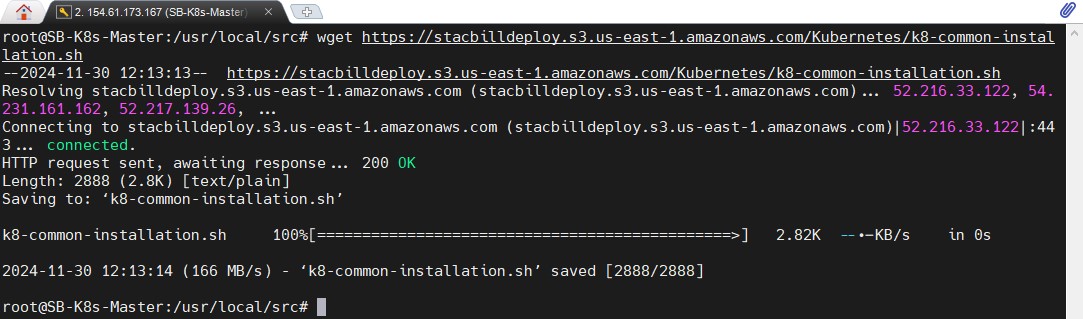 2. 154.61.173.167 (SB-K8s-Master)
root@SB-K8s-Master:/usr/local/src# wget https://stacbilldeploy.s3.us-east-1.amazonaws.com/Kubernetes/k8-common-instal
lation.sh
--2024-11-30 12:13:13-- https://stacbilldeploy.s3.us-east-1.amazonaws.com/Kubernetes/k8-common-installation.sh
Resolving stacbilldeploy.s3.us-east-1.amazonaws.com (stacbilldeploy.s3.us-east-1.amazonaws.com)... 52.216.33.122, 54.
231.161.162, 52.217.139.26, ...
Connecting to stacbilldeploy.s3.us-east-1.amazonaws.com (stacbilldeploy.s3.us-east-1.amazonaws.com)|52.216.33.122|:44
3... connected.
HTTP request sent, awaiting response... 200 OK
Length: 2888 (2.8K) [text/plain]
Saving to: ‘k8-common-installation.sh’
k8-common-installation.sh 100%[==============================================>] 2.82K --.-KB/s in 0s
2024-11-30 12:13:14 (166 MB/s) - ‘k8-common-installation.sh’ saved [2888/2888]
root@SB-K8s-Master:/usr/local/src#